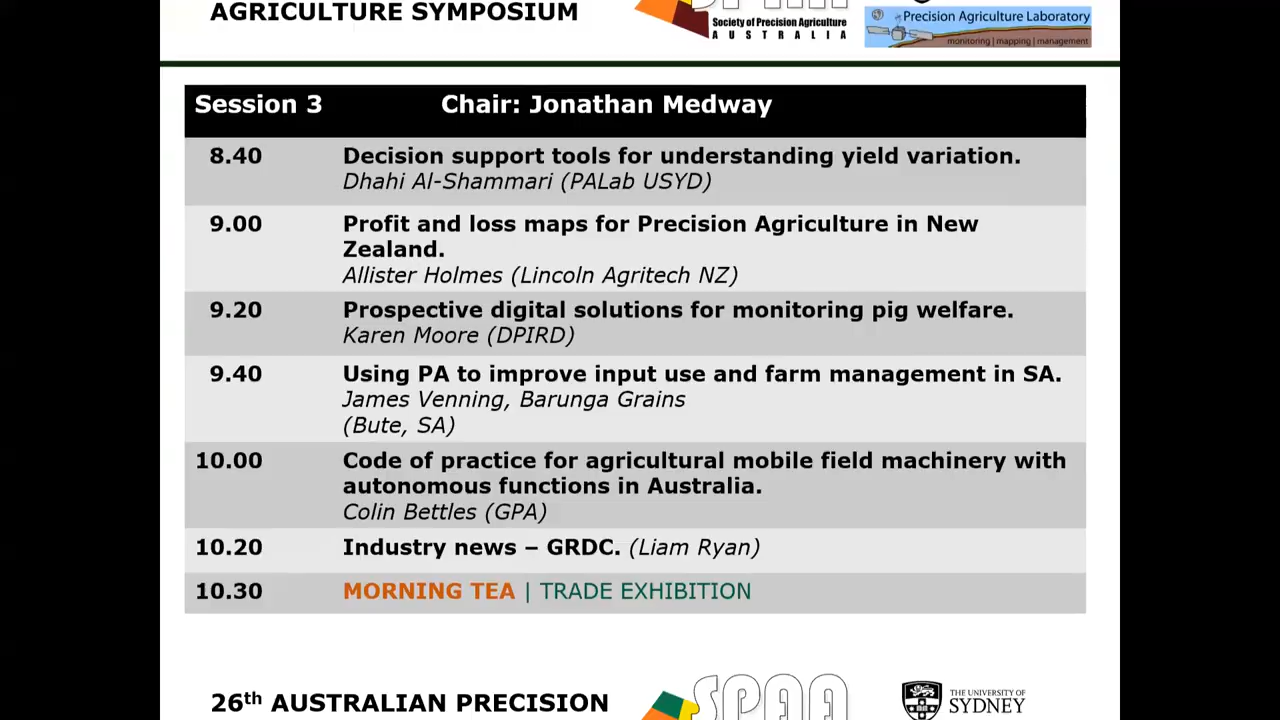 AGRICULTURE SYMPOSIUM
Society of Precision Agriculture
AUSTRALIA
Precision Agriculture Laboratory
monitoring | mapping | management
Session 3 Chair: Jonathan Medway
8.40 Decision support tools for understanding yield variation.
Dhahi Al-Shammari (PALab USYD)
9.00 Profit and loss maps for Precision Agriculture in New
Zealand.
Allister Holmes (Lincoln Agritech NZ)
9.20 Prospective digital solutions for monitoring pig welfare.
Karen Moore (DPIRD)
9.40 Using PA to improve input use and farm management in SA.
James Venning, Barunga Grains
(Bute, SA)
10.00 Code of practice for agricultural mobile field machinery with
autonomous functions in Australia.
Colin Bettles (GPA)
10.20 Industry news – GRDC. (Liam Ryan)
10.30 MORNING TEA | TRADE EXHIBITION
26th AUSTRALIAN PRECISION
SPAA
THE UNIVERSITY OF
SYDNEY